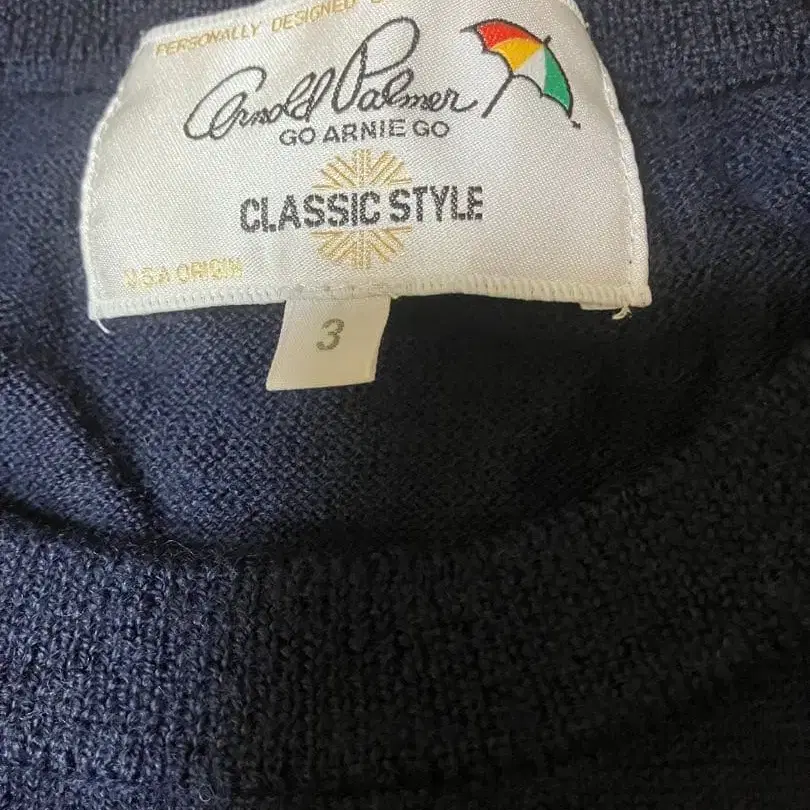 PERSONALLY DESIGNED
Arnold Palmer
GO ARNIE GO
CLASSIC STYLE
U.S.A ORIGIN
3